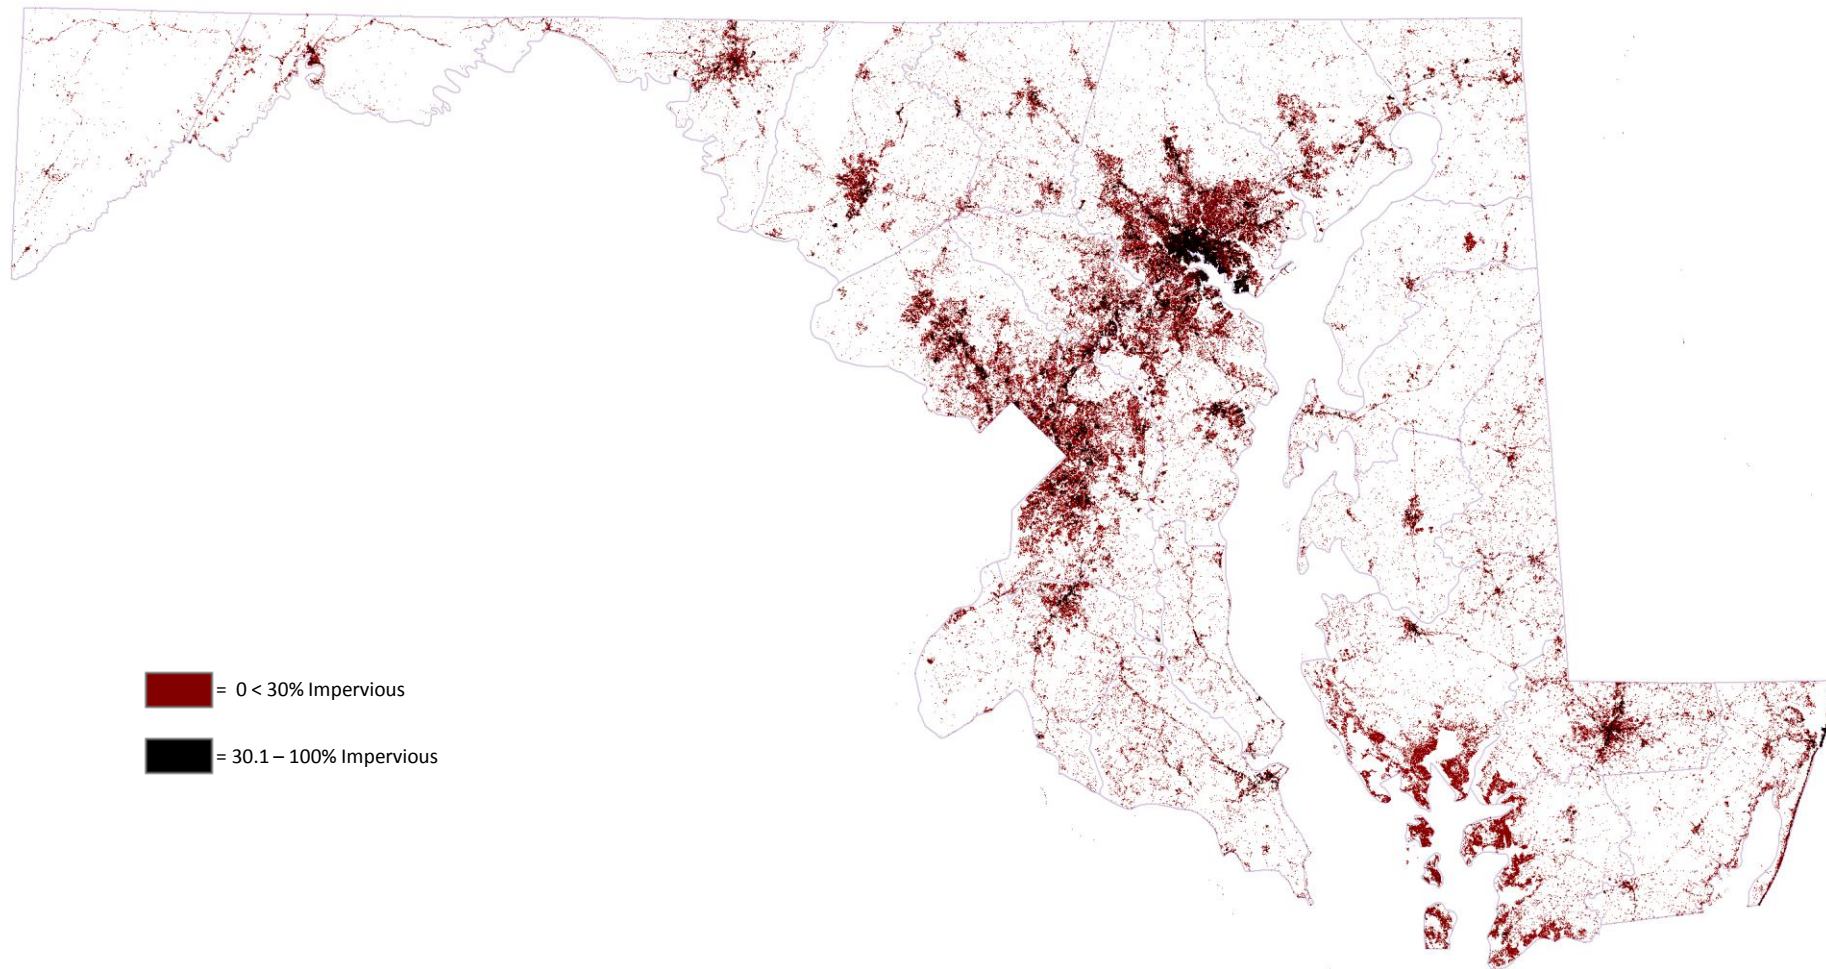 = 0 < 30% Impervious
= 30.1 – 100% Impervious